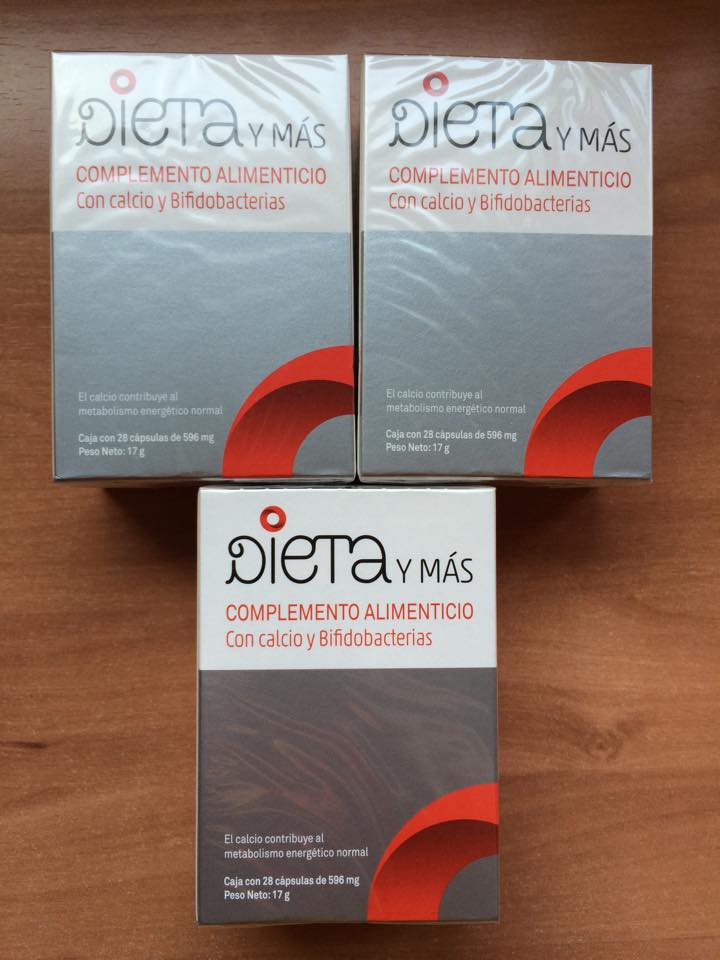 DIETA Y MÁS
COMPLEMENTO ALIMENTICIO
Con calcio y Bifidobacterias
El calcio contribuye al
metabolismo energético normal
Caja con 28 cápsulas de 596 mg
Peso Neto: 17 g
DIETA Y MÁS
COMPLEMENTO ALIMENTICIO
Con calcio y Bifidobacterias
El calcio contribuye al
metabolismo energético normal
Caja con 28 cápsulas de 596 mg
Peso Neto: 17 g
DIETA Y MÁS
COMPLEMENTO ALIMENTICIO
Con calcio y Bifidobacterias
El calcio contribuye al
metabolismo energético normal
Caja con 28 cápsulas de 596 mg
Peso Neto: 17 g